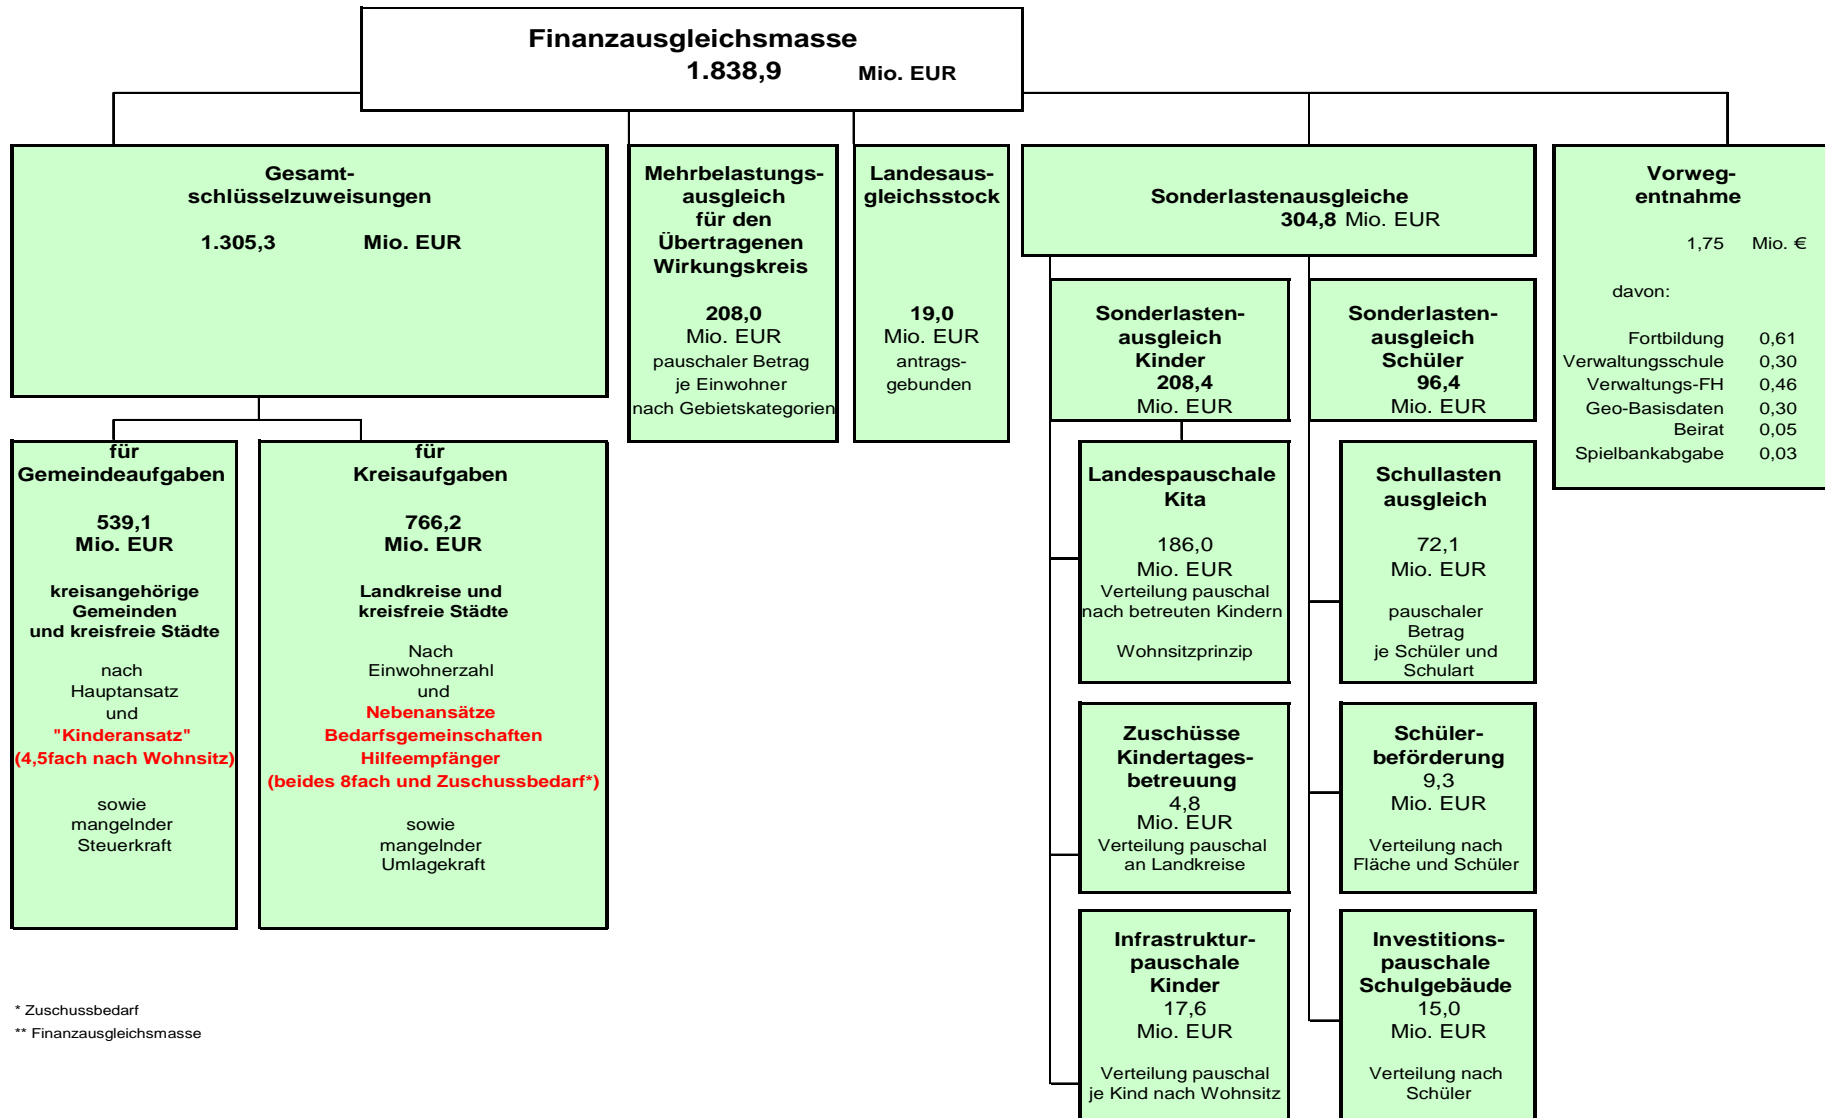 Finanzausgleichsmasse
1.838,9 Mio. EUR
Gesamt-
schlüsselzuweisungen
1.305,3 Mio. EUR
Mehrbelastungs-
ausgleich
für den
Übertragenen
Wirkungskreis
208,0
Mio. EUR
pauschaler Betrag
je Einwohner
nach Gebietskategorien
Landesaus-
gleichsstock
19,0
Mio. EUR
antrags-
gebunden
Sonderlastenausgleiche
304,8 Mio. EUR
Vorweg-
entnahme
1,75 Mio. €
davon:
Fortbildung 0,61
Verwaltungsschule 0,30
Verwaltungs-FH 0,46
Geo-Basisdaten 0,30
Beirat 0,05
Spielbankabgabe 0,03
Sonderlasten-
ausgleich
Kinder
208,4
Mio. EUR
Sonderlasten-
ausgleich
Schüler
96,4
Mio. EUR
für
Gemeindeaufgaben
539,1
Mio. EUR
kreisangehörige
Gemeinden
und kreisfreie Städte
nach
Hauptansatz
und
"Kinderansatz"
(4,5fach nach Wohnsitz)
sowie
mangelnder
Steuerkraft
für
Kreisaufgaben
766,2
Mio. EUR
Landkreise und
kreisfreie Städte
Nach
Einwohnerzahl
und
Nebenansätze
Bedarfsgemeinschaften
Hilfeempfänger
(beides 8fach und Zuschussbedarf*)
sowie
mangelnder
Umlagekraft
Landespauschale
Kita
186,0
Mio. EUR
Verteilung pauschal
nach betreuten Kindern
Wohnsitzprinzip
Schullasten
ausgleich
72,1
Mio. EUR
pauschaler
Betrag
je Schüler und
Schulart
Zuschüsse
Kindertages-
betreuung
4,8
Mio. EUR
Verteilung pauschal
an Landkreise
Schüler-
beförderung
9,3
Mio. EUR
Verteilung nach
Fläche und Schüler
Infrastruktur-
pauschale
Kinder
17,6
Mio. EUR
Verteilung pauschal
je Kind nach Wohnsitz
Investitions-
pauschale
Schulgebäude
15,0
Mio. EUR
Verteilung nach
Schüler
* Zuschussbedarf
** Finanzausgleichsmasse